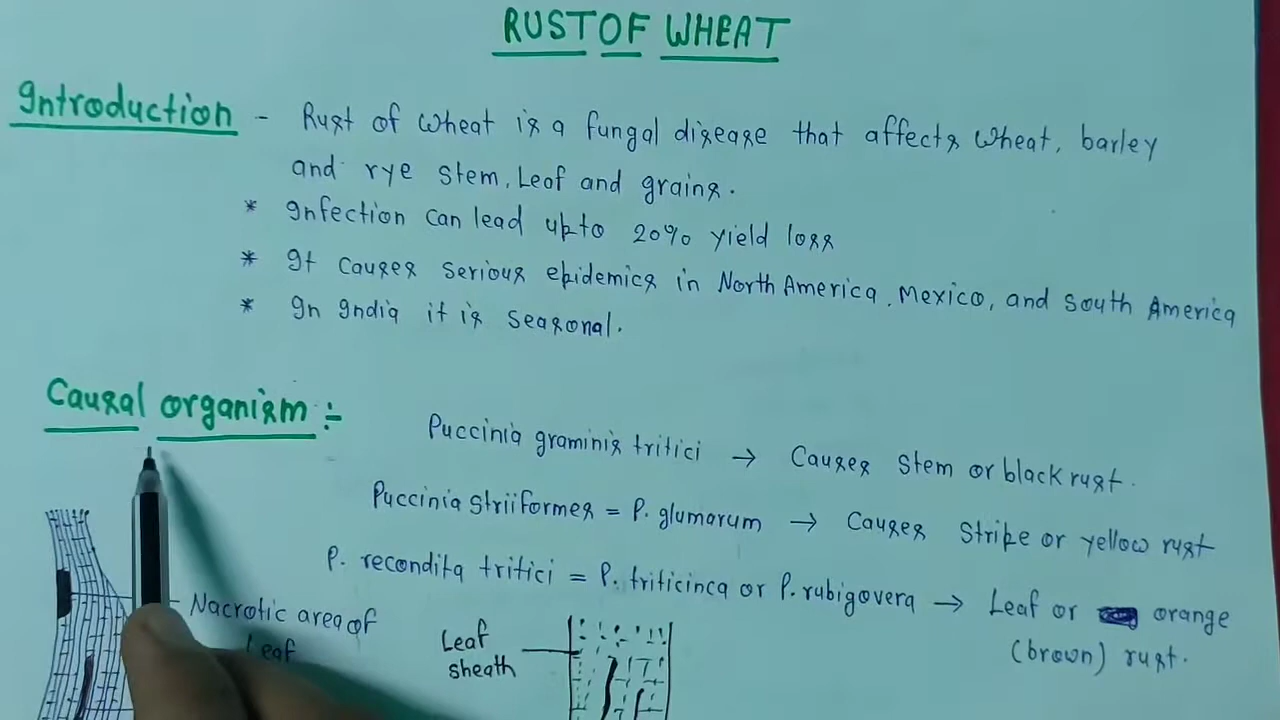 RUST OF WHEAT
Introduction - Rust of wheat is a fungal disease that affects wheat, barley
and rye stem, Leaf and grains.
* Infection can lead upto 20% yield loss
* It causes serious epidemics in North America, Mexico, and South America
* In India it is seasonal.
Causal organism :-
Puccinia graminis tritici → Causes Stem or black rust.
Puccinia Striiformes = P. glumarum → Causes Stripe or yellow rust
P. recondita tritici = P. triticinca or P. rubigovera → Leaf or orange
(brown) rust.
Nacrotic area of
Leaf
Leaf
sheath